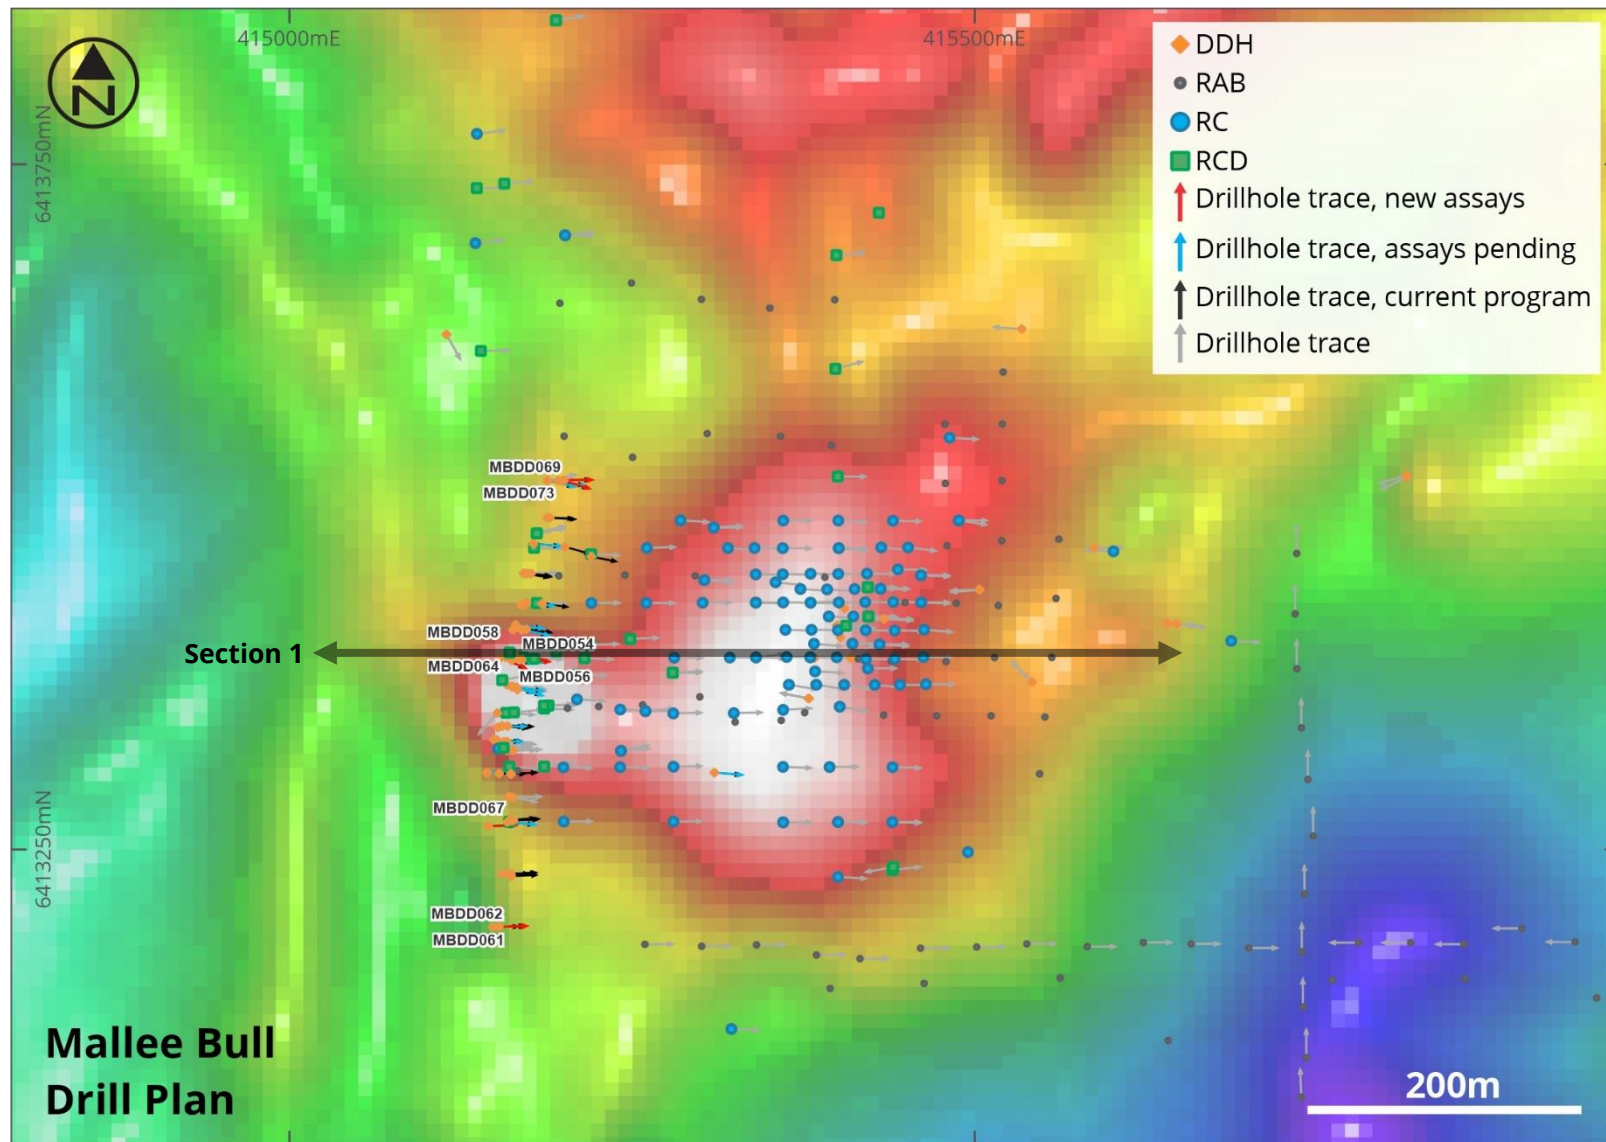 415000mE
415500mE
N
6413750mN
6413250mN
DDH
RAB
RC
RCD
Drillhole trace, new assays
Drillhole trace, assays pending
Drillhole trace, current program
Drillhole trace
MBDD069
MBDD073
MBDD058
MBDD054
Section 1
MBDD064
MBDD056
MBDD067
MBDD062
MBDD061
Mallee Bull
Drill Plan
200m